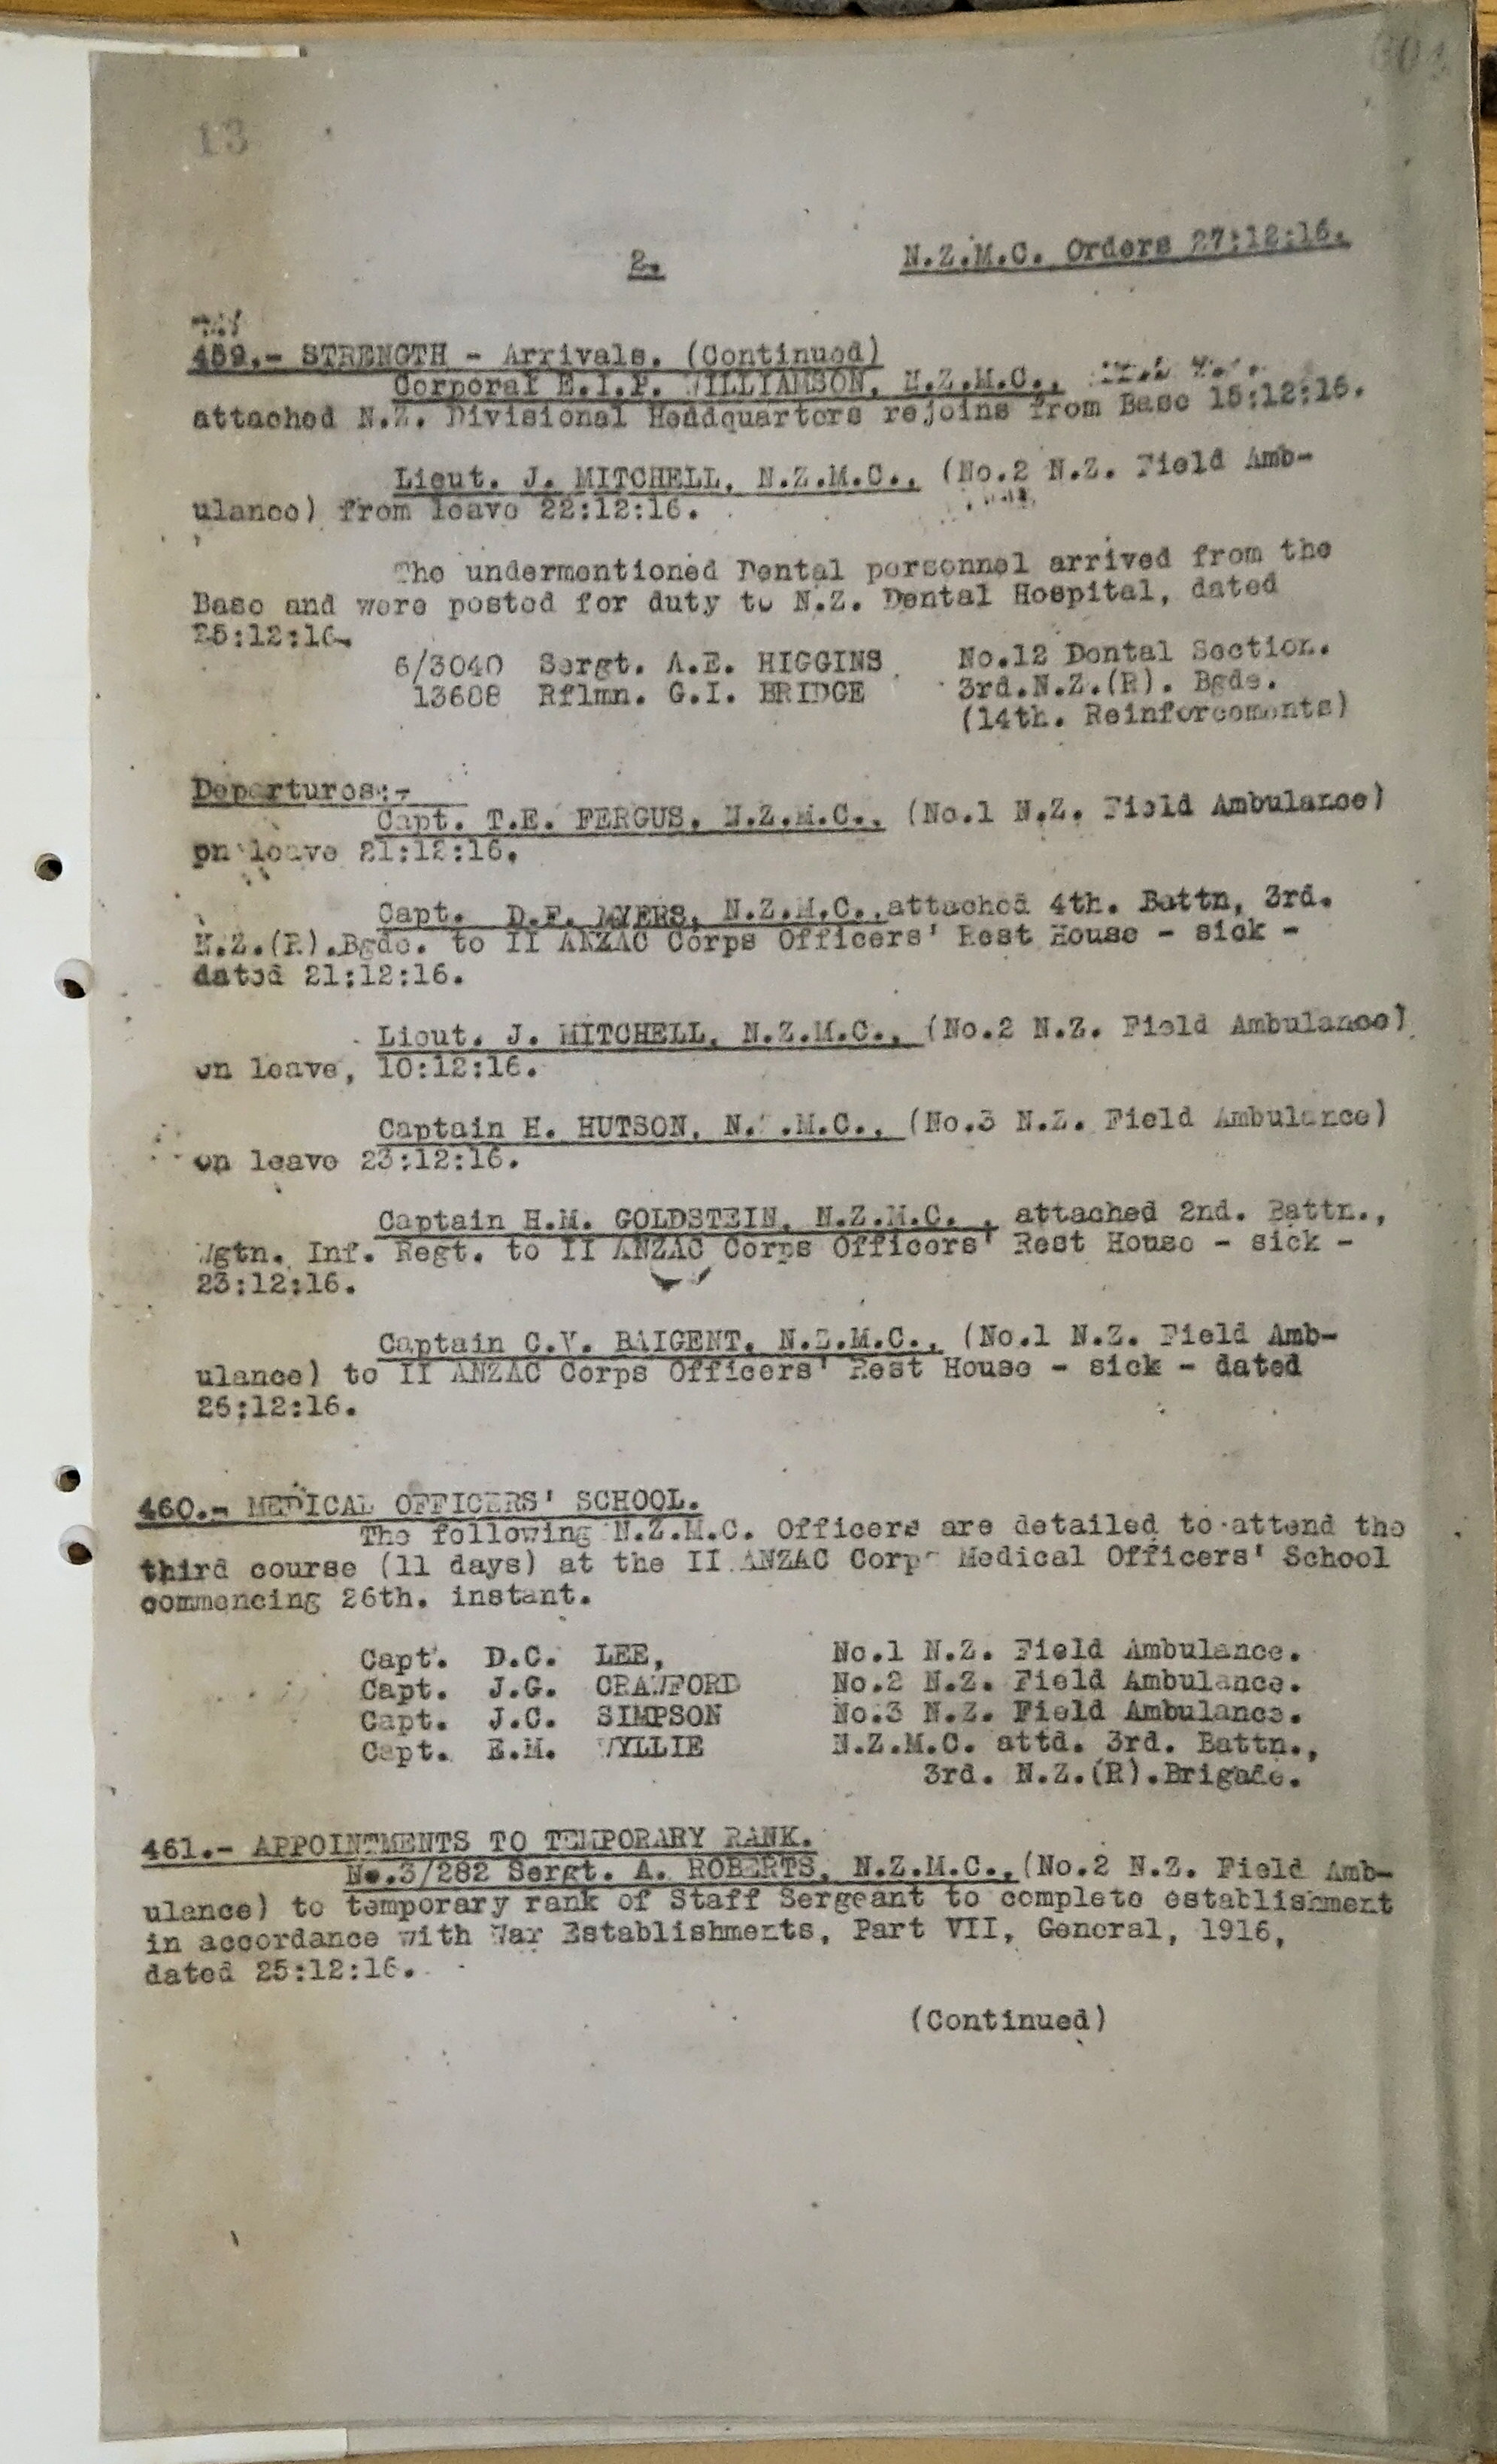 13
2.
N.Z.M.C. Orders 27:12:16.
459.- STRENGTH - Arrivals. (Continued)
Corporal E.I.P. WILLIAMSON, N.Z.M.C.,
attached N.Z. Divisional Headquarters rejoins from Base 15:12:16.
Lieut. J. MITCHELL, N.Z.M.C., (No.2 N.Z. Field Amb-
ulance) from leave 22:12:16.
The undermentioned Dental personnel arrived from the
Base and were posted for duty to N.Z. Dental Hospital, dated
25:12:16.
6/3040 Sergt. A.E. HIGGINS No.12 Dental Section.
13608 Rflmn. G.I. BRIDGE 3rd.N.Z.(R). Bgde.
(14th. Reinforcements)
Departures:-
Capt. T.E. FERGUS, N.Z.M.C., (No.1 N.Z. Field Ambulance)
on leave 21:12:16.
Capt. D.F. MYERS, N.Z.M.C.,attached 4th. Battn, 3rd.
N.Z.(R).Bgde. to II ANZAC Corps Officers' Rest House - sick -
dated 21:12:16.
Lieut. J. MITCHELL, N.Z.M.C., (No.2 N.Z. Field Ambulance)
on leave, 10:12:16.
Captain H. HUTSON, N.Z.M.C., (No.3 N.Z. Field Ambulance)
on leave 23:12:16.
Captain H.M. GOLDSTEIN, N.Z.M.C. , attached 2nd. Battn.,
Wgtn. Inf. Regt. to II ANZAC Corps Officers' Rest House - sick -
23:12:16.
Captain C.V. BAIGENT, N.Z.M.C., (No.1 N.Z. Field Amb-
ulance) to II ANZAC Corps Officers' Rest House - sick - dated
26:12:16.
460.- MEDICAL OFFICERS' SCHOOL.
The following N.Z.M.C. Officers are detailed to attend the
third course (11 days) at the II ANZAC Corps Medical Officers' School
commencing 26th. instant.
Capt. D.C. LEE, No.1 N.Z. Field Ambulance.
Capt. J.G. CRAWFORD No.2 N.Z. Field Ambulance.
Capt. J.C. SIMPSON No.3 N.Z. Field Ambulance.
Capt. E.M. WYLLIE N.Z.M.C. attd. 3rd. Battn.,
3rd. N.Z.(R).Brigade.
461.- APPOINTMENTS TO TEMPORARY RANK.
No.3/282 Sergt. A. ROBERTS, N.Z.M.C.,(No.2 N.Z. Field Amb-
ulance) to temporary rank of Staff Sergeant to complete establishment
in accordance with War Establishments, Part VII, General, 1916,
dated 25:12:16.
(Continued)